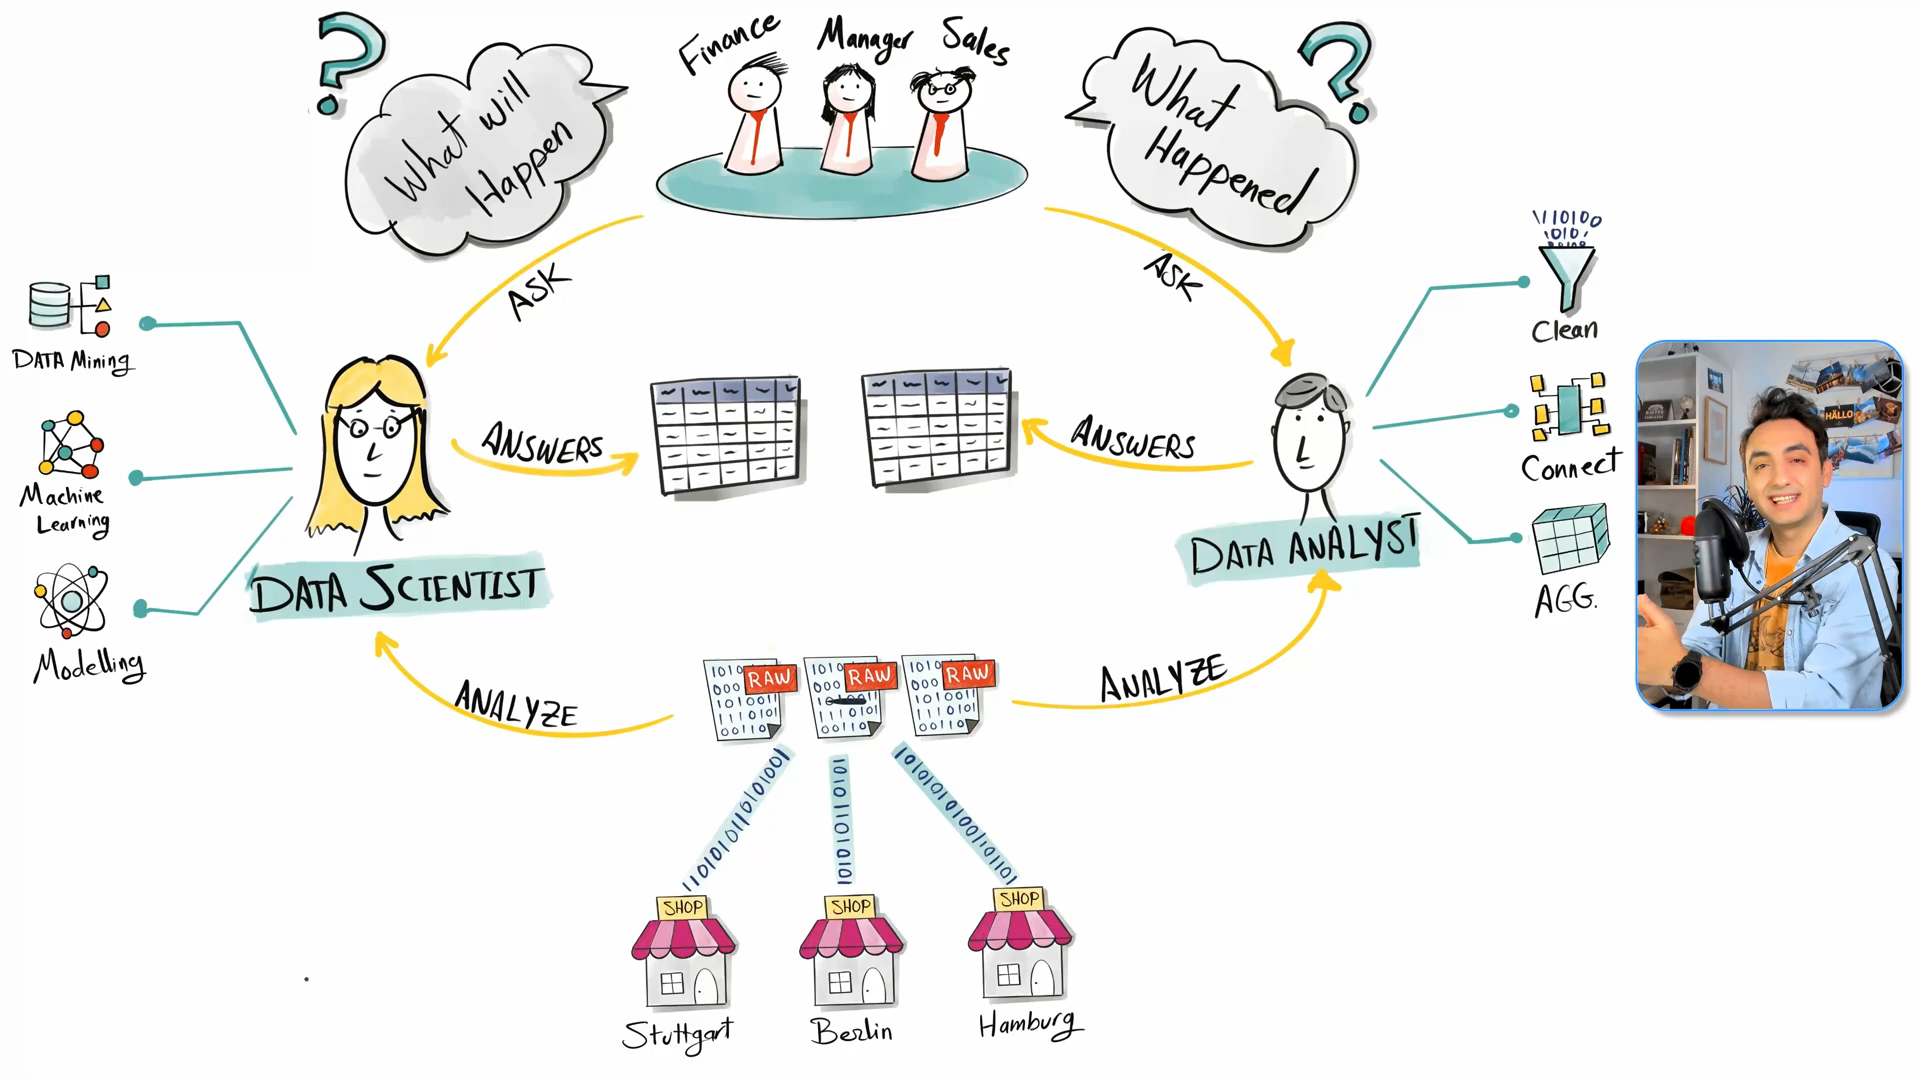 Finance
Manager
Sales
What will
Happen
What
Happened
ASK
ASK
DATA Mining
Machine
Learning
Modelling
Clean
Connect
AGG.
HÄLLO
ANSWERS
ANSWERS
DATA SCIENTIST
DATA ANALYST
ANALYZE
ANALYZE
RAW
RAW
RAW
SHOP
SHOP
SHOP
Stuttgart
Berlin
Hamburg